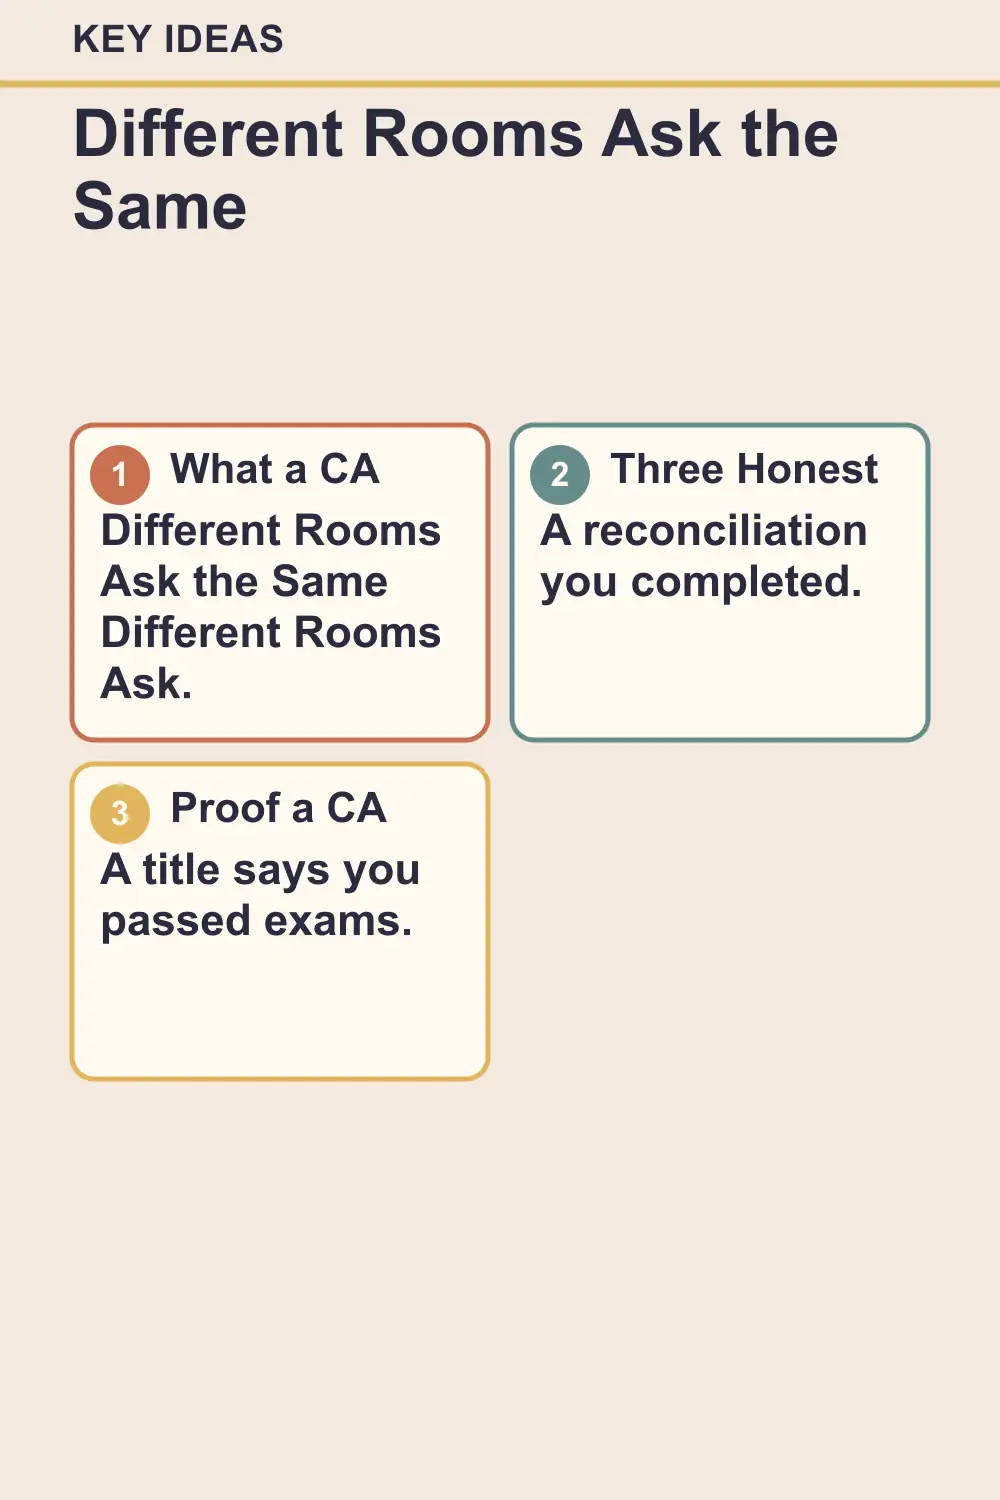 KEY IDEAS
Different Rooms Ask the
Same
1 What a CA
Different Rooms
Ask the Same
Different Rooms
Ask.
2 Three Honest
A reconciliation
you completed.
3 Proof a CA
A title says you
passed exams.